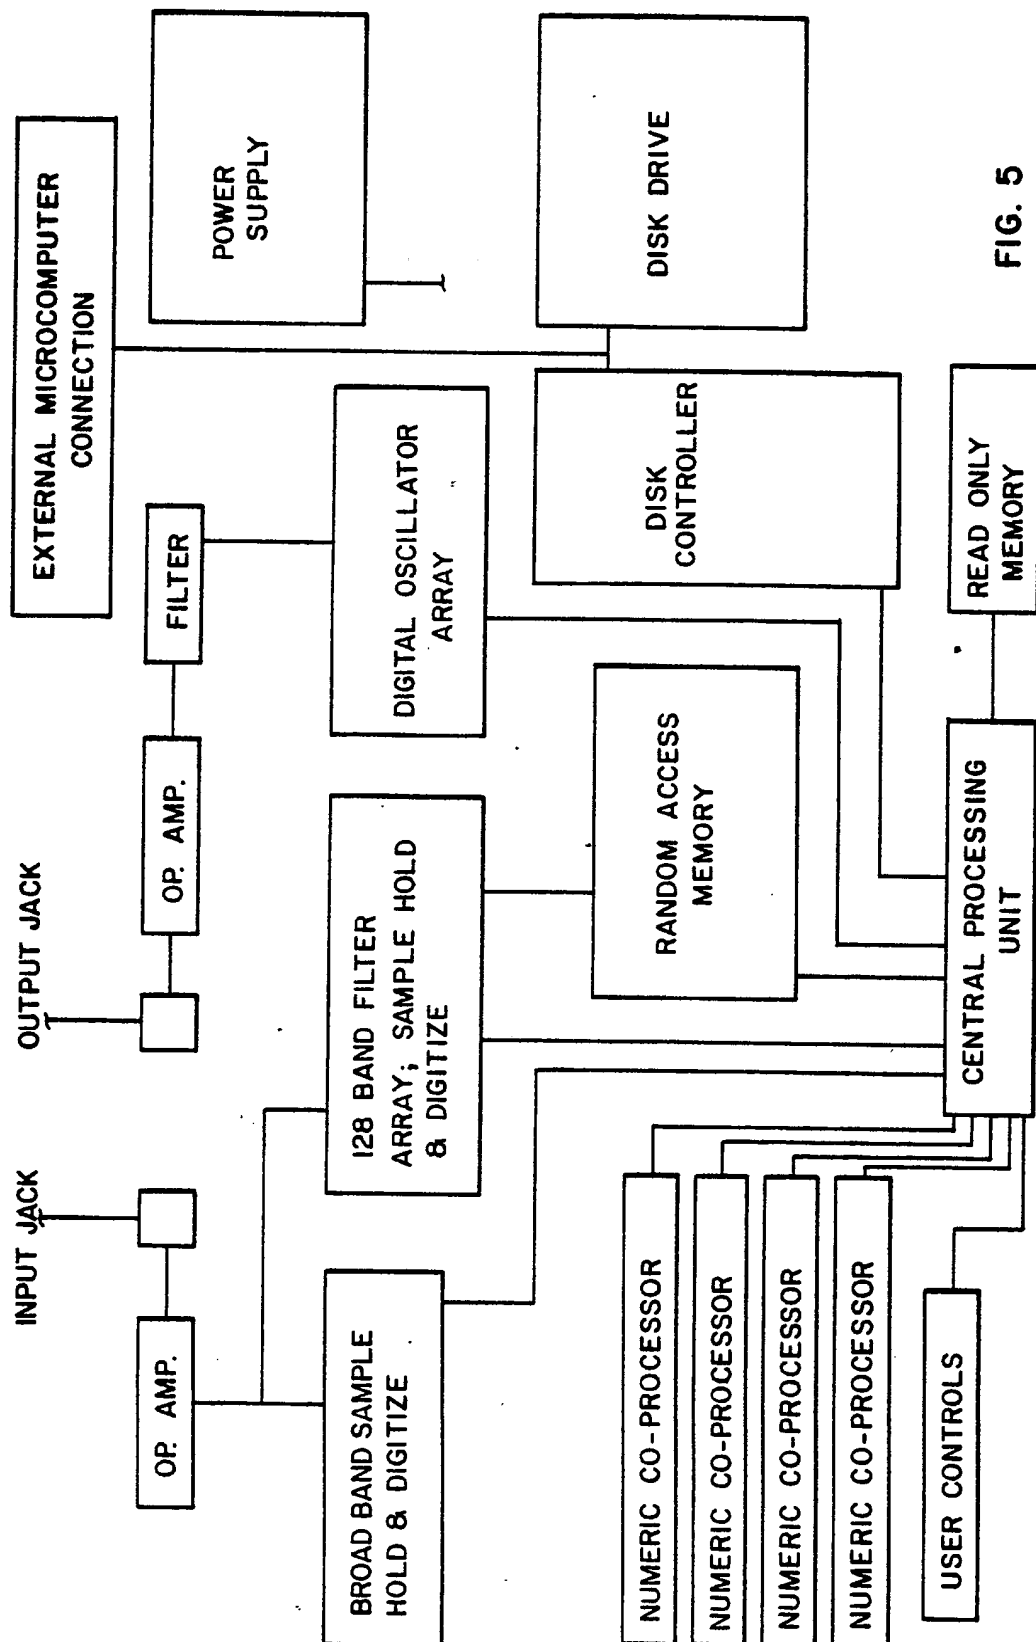 INPUT JACK
OUTPUT JACK
EXTERNAL MICROCOMPUTER
CONNECTION
OP. AMP.
OP. AMP.
FILTER
POWER
SUPPLY
BROAD BAND SAMPLE
HOLD & DIGITIZE
128 BAND FILTER
ARRAY; SAMPLE HOLD
& DIGITIZE
DIGITAL OSCILLATOR
ARRAY
NUMERIC CO-PROCESSOR
NUMERIC CO-PROCESSOR
NUMERIC CO-PROCESSOR
NUMERIC CO-PROCESSOR
RANDOM ACCESS
MEMORY
DISK
CONTROLLER
DISK DRIVE
USER CONTROLS
CENTRAL PROCESSING
UNIT
READ ONLY
MEMORY
FIG. 5